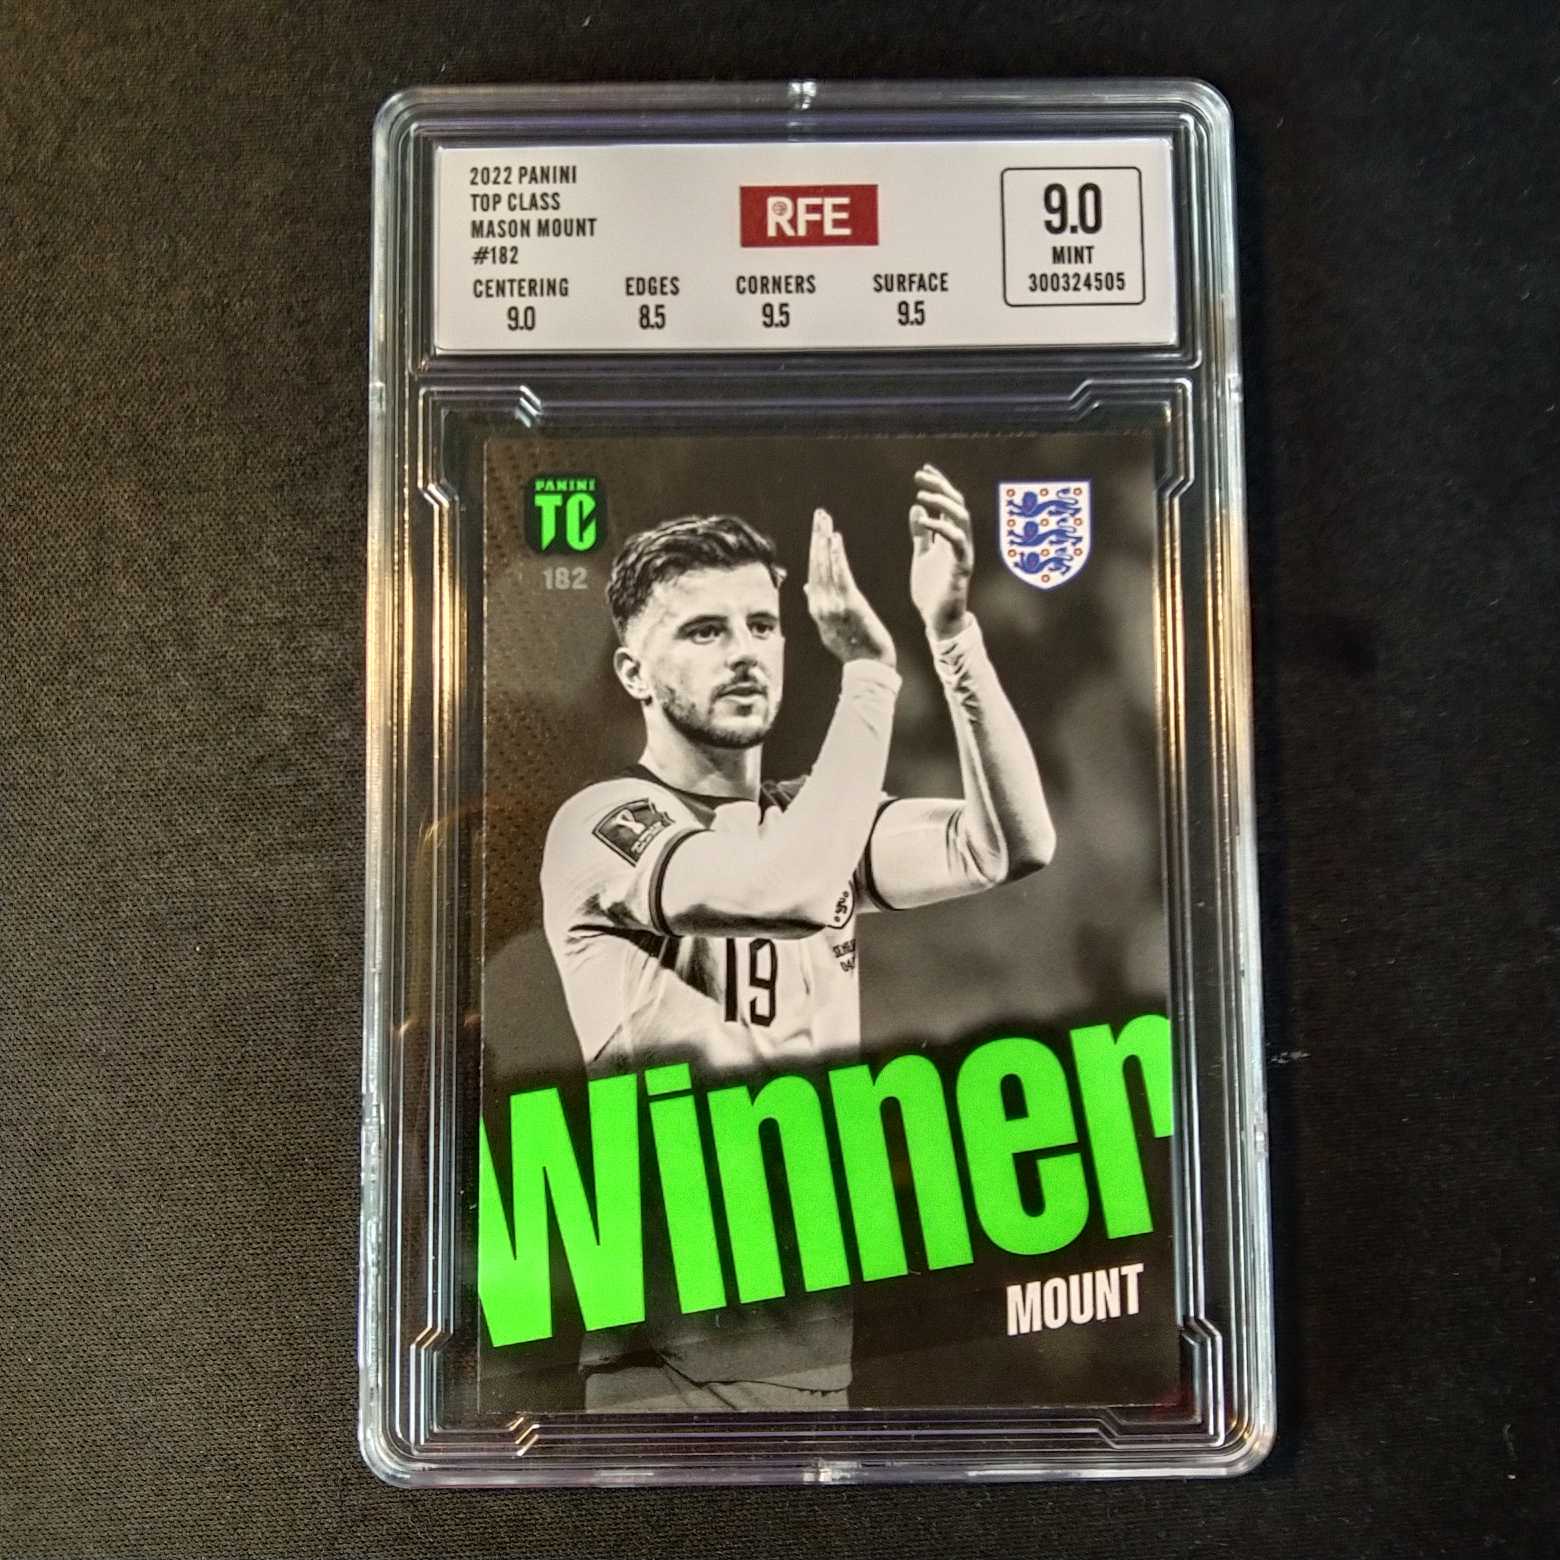 2022 PANINI
TOP CLASS
MASON MOUNT
#182
RFE
9.0
MINT
300324505
CENTERING EDGES CORNERS SURFACE
9.0 8.5 9.5 9.5
PANINI
TC
182
19
Winner
MOUNT